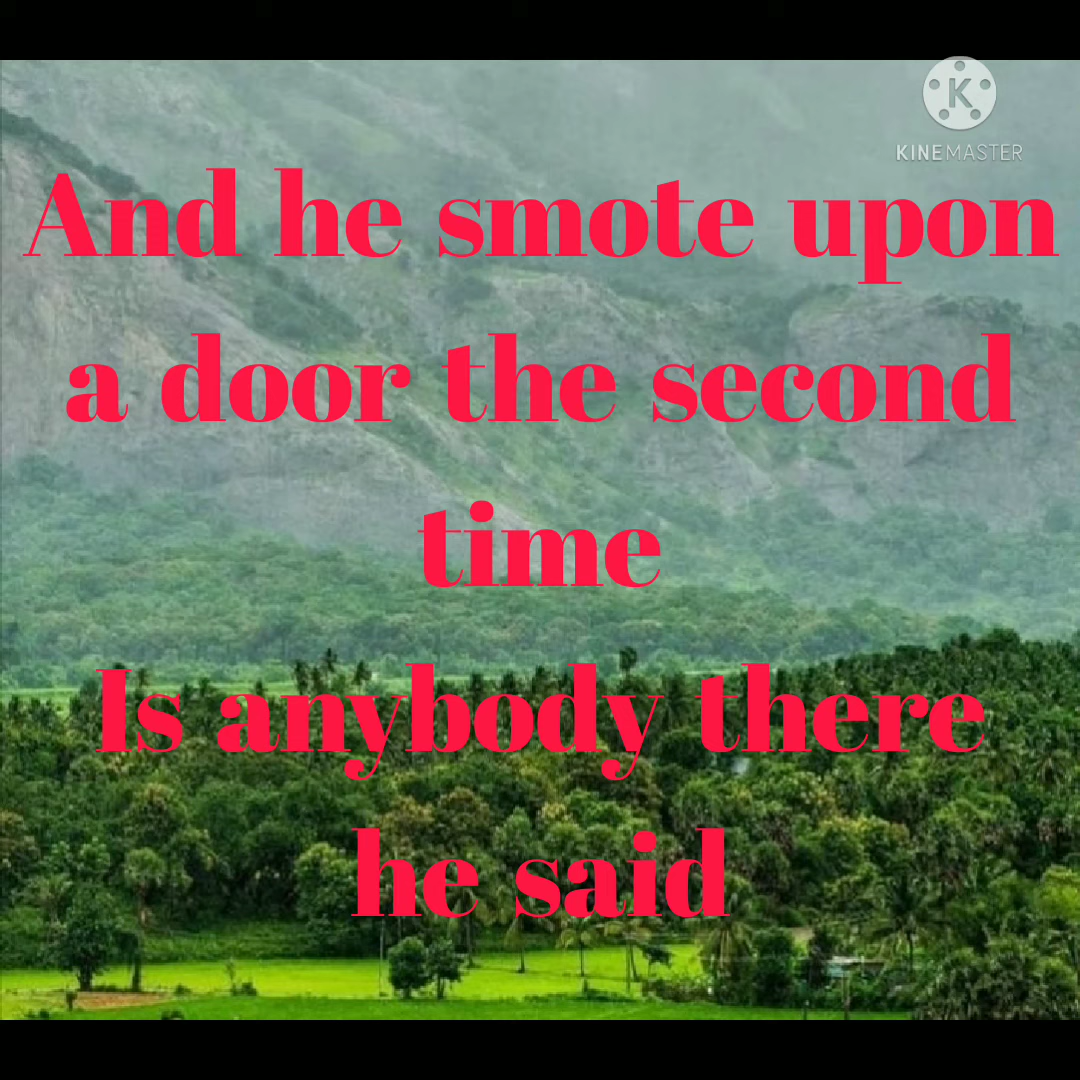 K
KINEMASTER
And he smote upon
a door the second
time
Is anybody there
he said